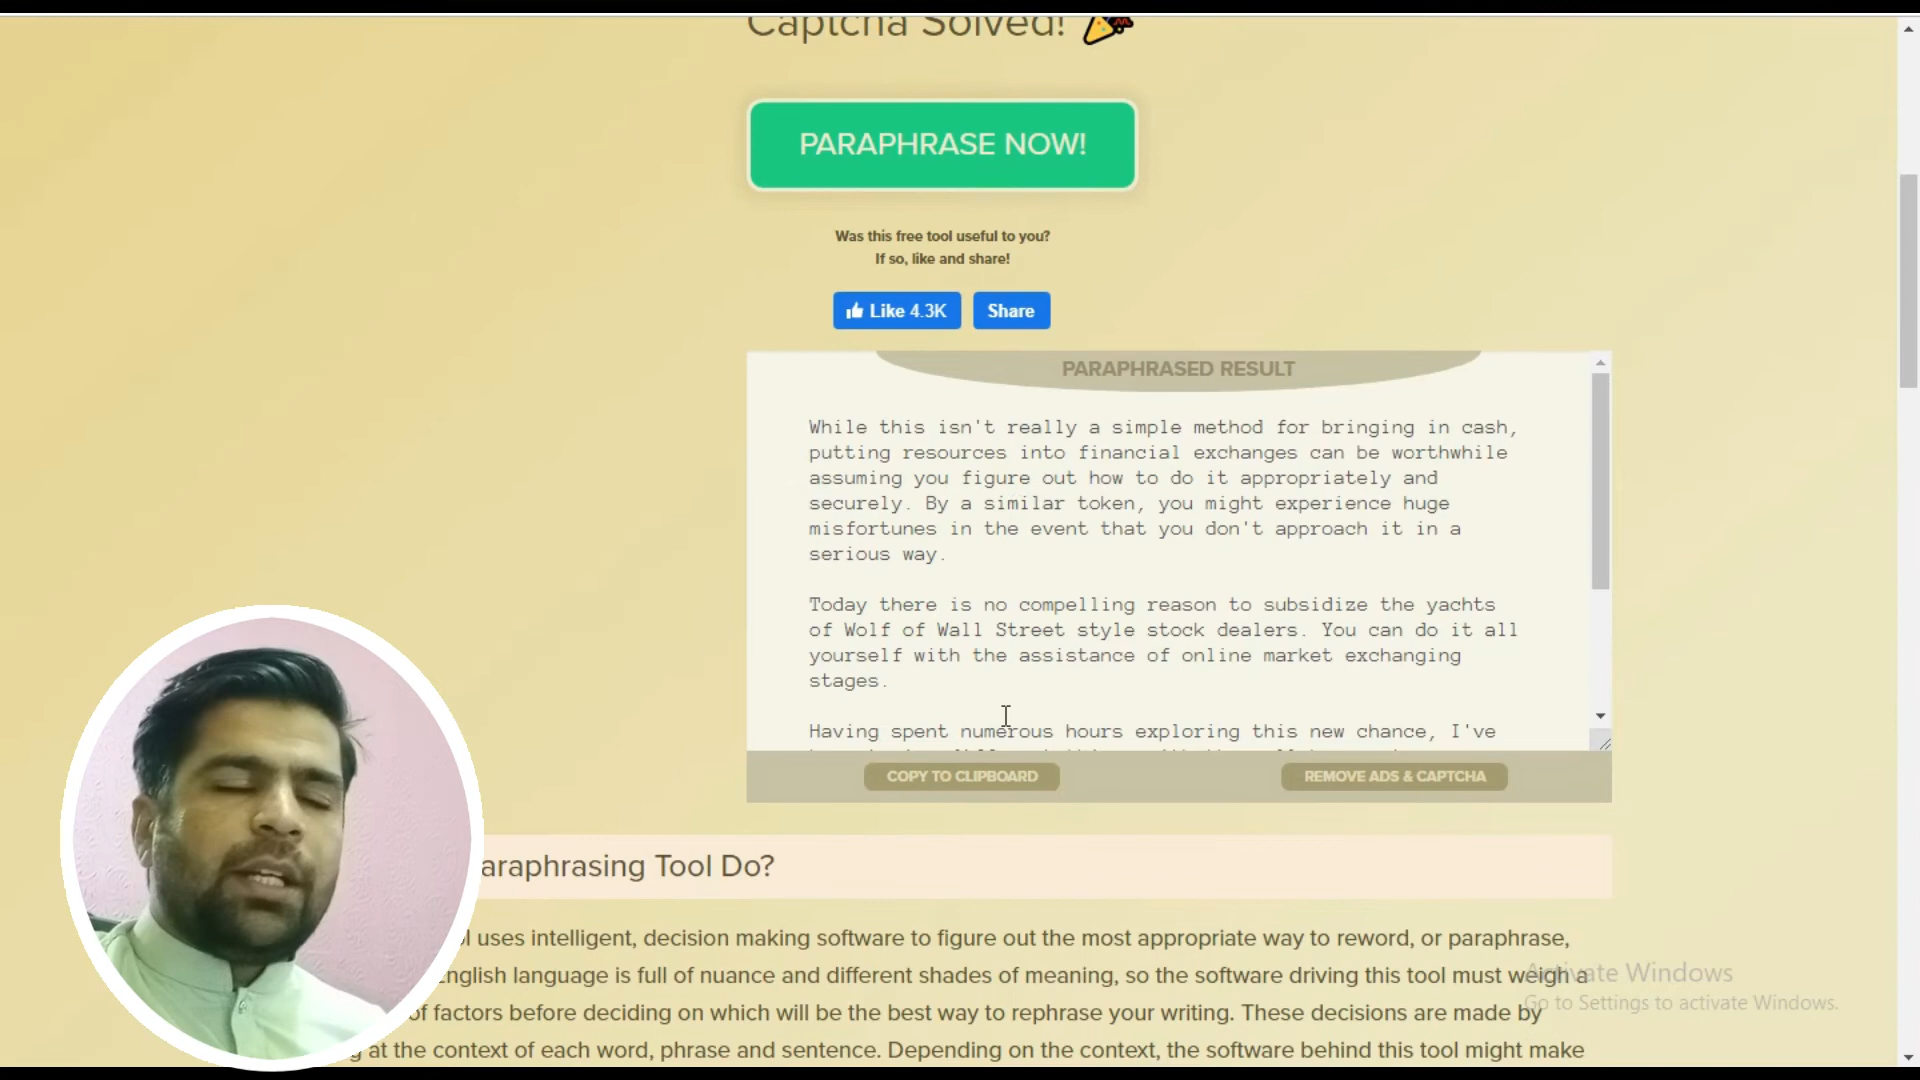 Captcha Solved!
PARAPHRASE NOW!
Was this free tool useful to you?
If so, like and share!
Like 4.3K
Share
PARAPHRASED RESULT
While this isn't really a simple method for bringing in cash,
putting resources into financial exchanges can be worthwhile
assuming you figure out how to do it appropriately and
securely. By a similar token, you might experience huge
misfortunes in the event that you don't approach it in a
serious way.
Today there is no compelling reason to subsidize the yachts
of Wolf of Wall Street style stock dealers. You can do it all
yourself with the assistance of online market exchanging
stages.
Having spent numerous hours exploring this new chance, I've
COPY TO CLIPBOARD
REMOVE ADS & CAPTCHA
araphrasing Tool Do?
uses intelligent, decision making software to figure out the most appropriate way to reword, or paraphrase,
English language is full of nuance and different shades of meaning, so the software driving this tool must weigh a
of factors before deciding on which will be the best way to rephrase your writing. These decisions are made by
at the context of each word, phrase and sentence. Depending on the context, the software behind this tool might make
Activate Windows
Go to Settings to activate Windows.